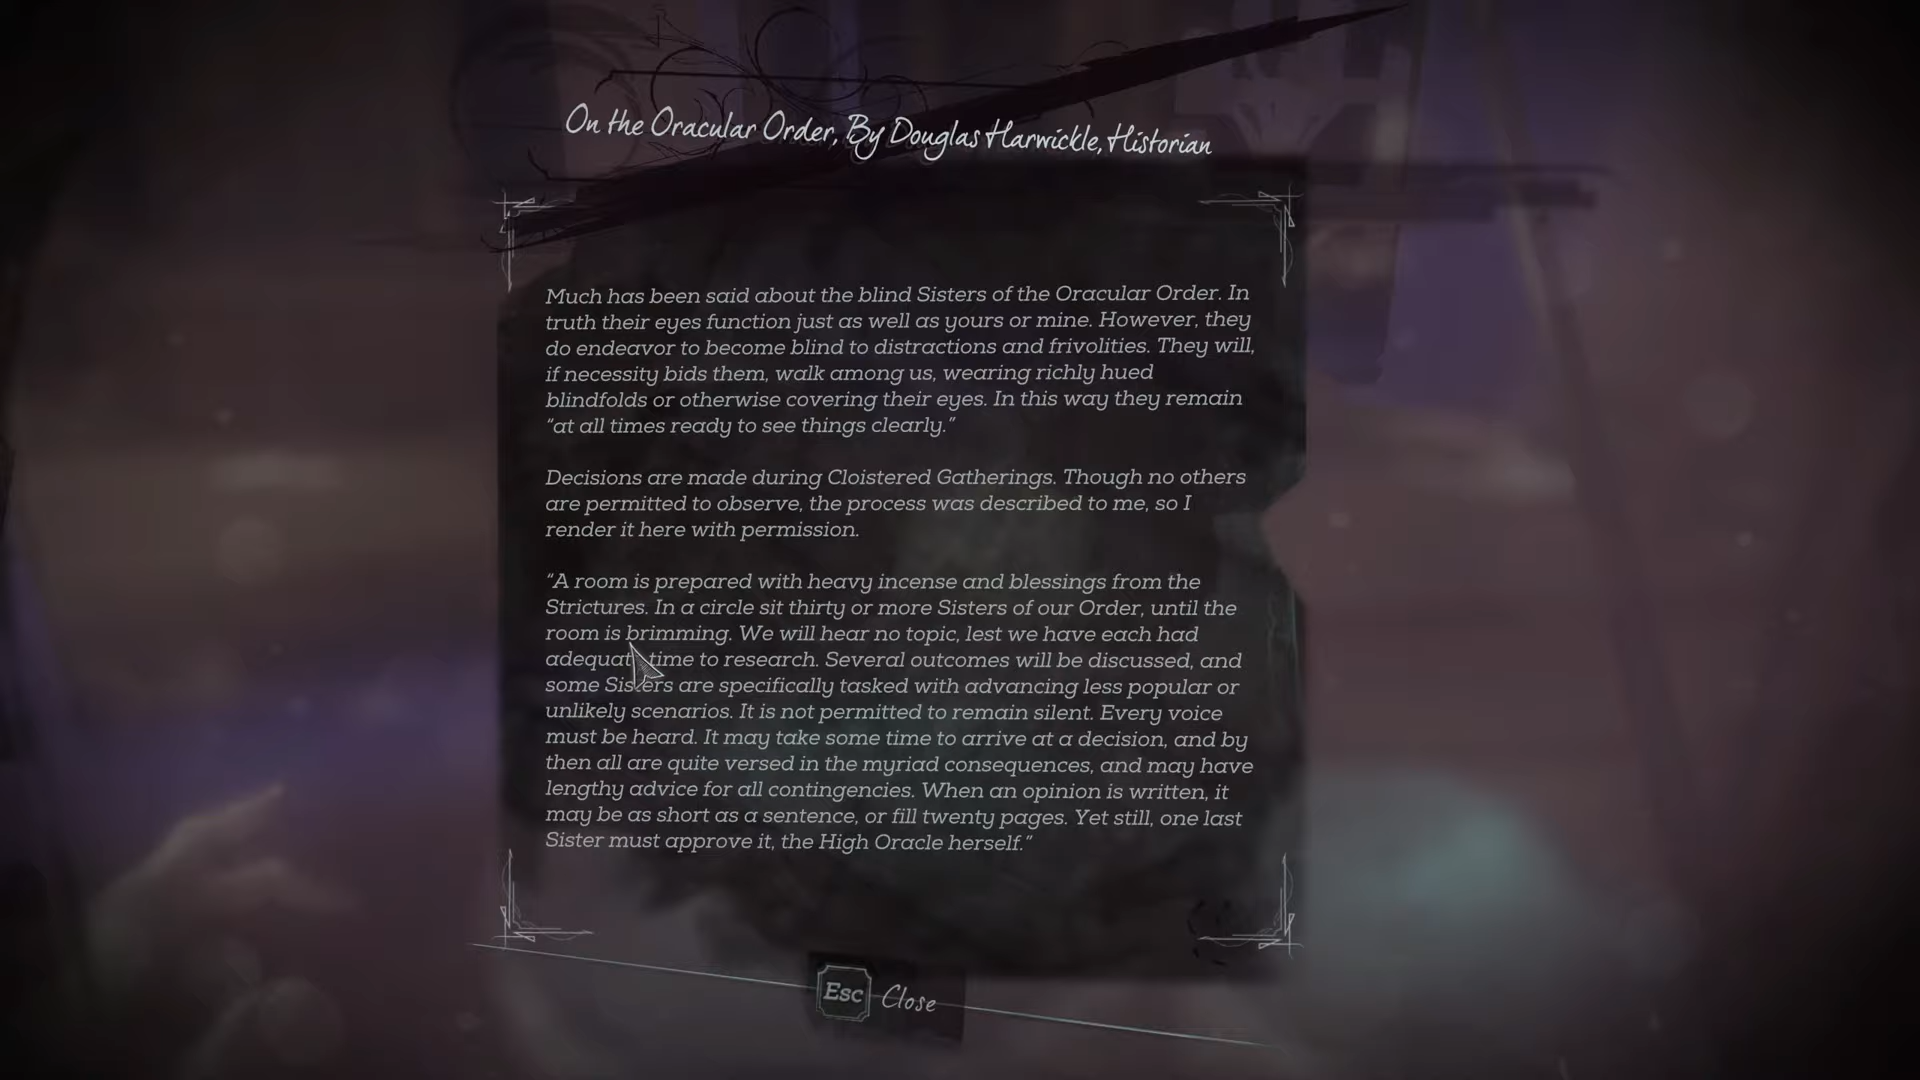 On the Oracular Order, By Douglas Harwickle, Historian
Much has been said about the blind Sisters of the Oracular Order. In
truth their eyes function just as well as yours or mine. However, they
do endeavor to become blind to distractions and frivolities. They will,
if necessity bids them, walk among us, wearing richly hued
blindfolds or otherwise covering their eyes. In this way they remain
“at all times ready to see things clearly.”
Decisions are made during Cloistered Gatherings. Though no others
are permitted to observe, the process was described to me, so I
render it here with permission.
“A room is prepared with heavy incense and blessings from the
Strictures. In a circle sit thirty or more Sisters of our Order, until the
room is brimming. We will hear no topic, lest we have each had
adequate time to research. Several outcomes will be discussed, and
some Sisters are specifically tasked with advancing less popular or
unlikely scenarios. It is not permitted to remain silent. Every voice
must be heard. It may take some time to arrive at a decision, and by
then all are quite versed in the myriad consequences, and may have
lengthy advice for all contingencies. When an opinion is written, it
may be as short as a sentence, or fill twenty pages. Yet still, one last
Sister must approve it, the High Oracle herself.”
Esc Close